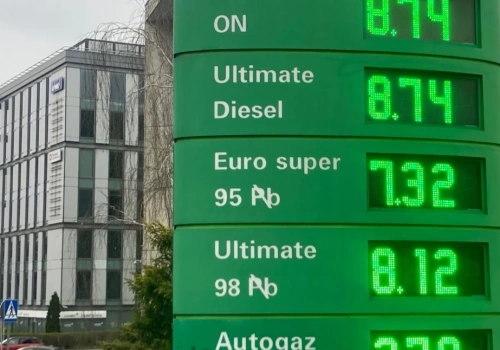 ON 8.74
Ultimate
Diesel 8.74
Euro super
95 Pb 7.32
Ultimate
98 Pb 8.12
Autogaz